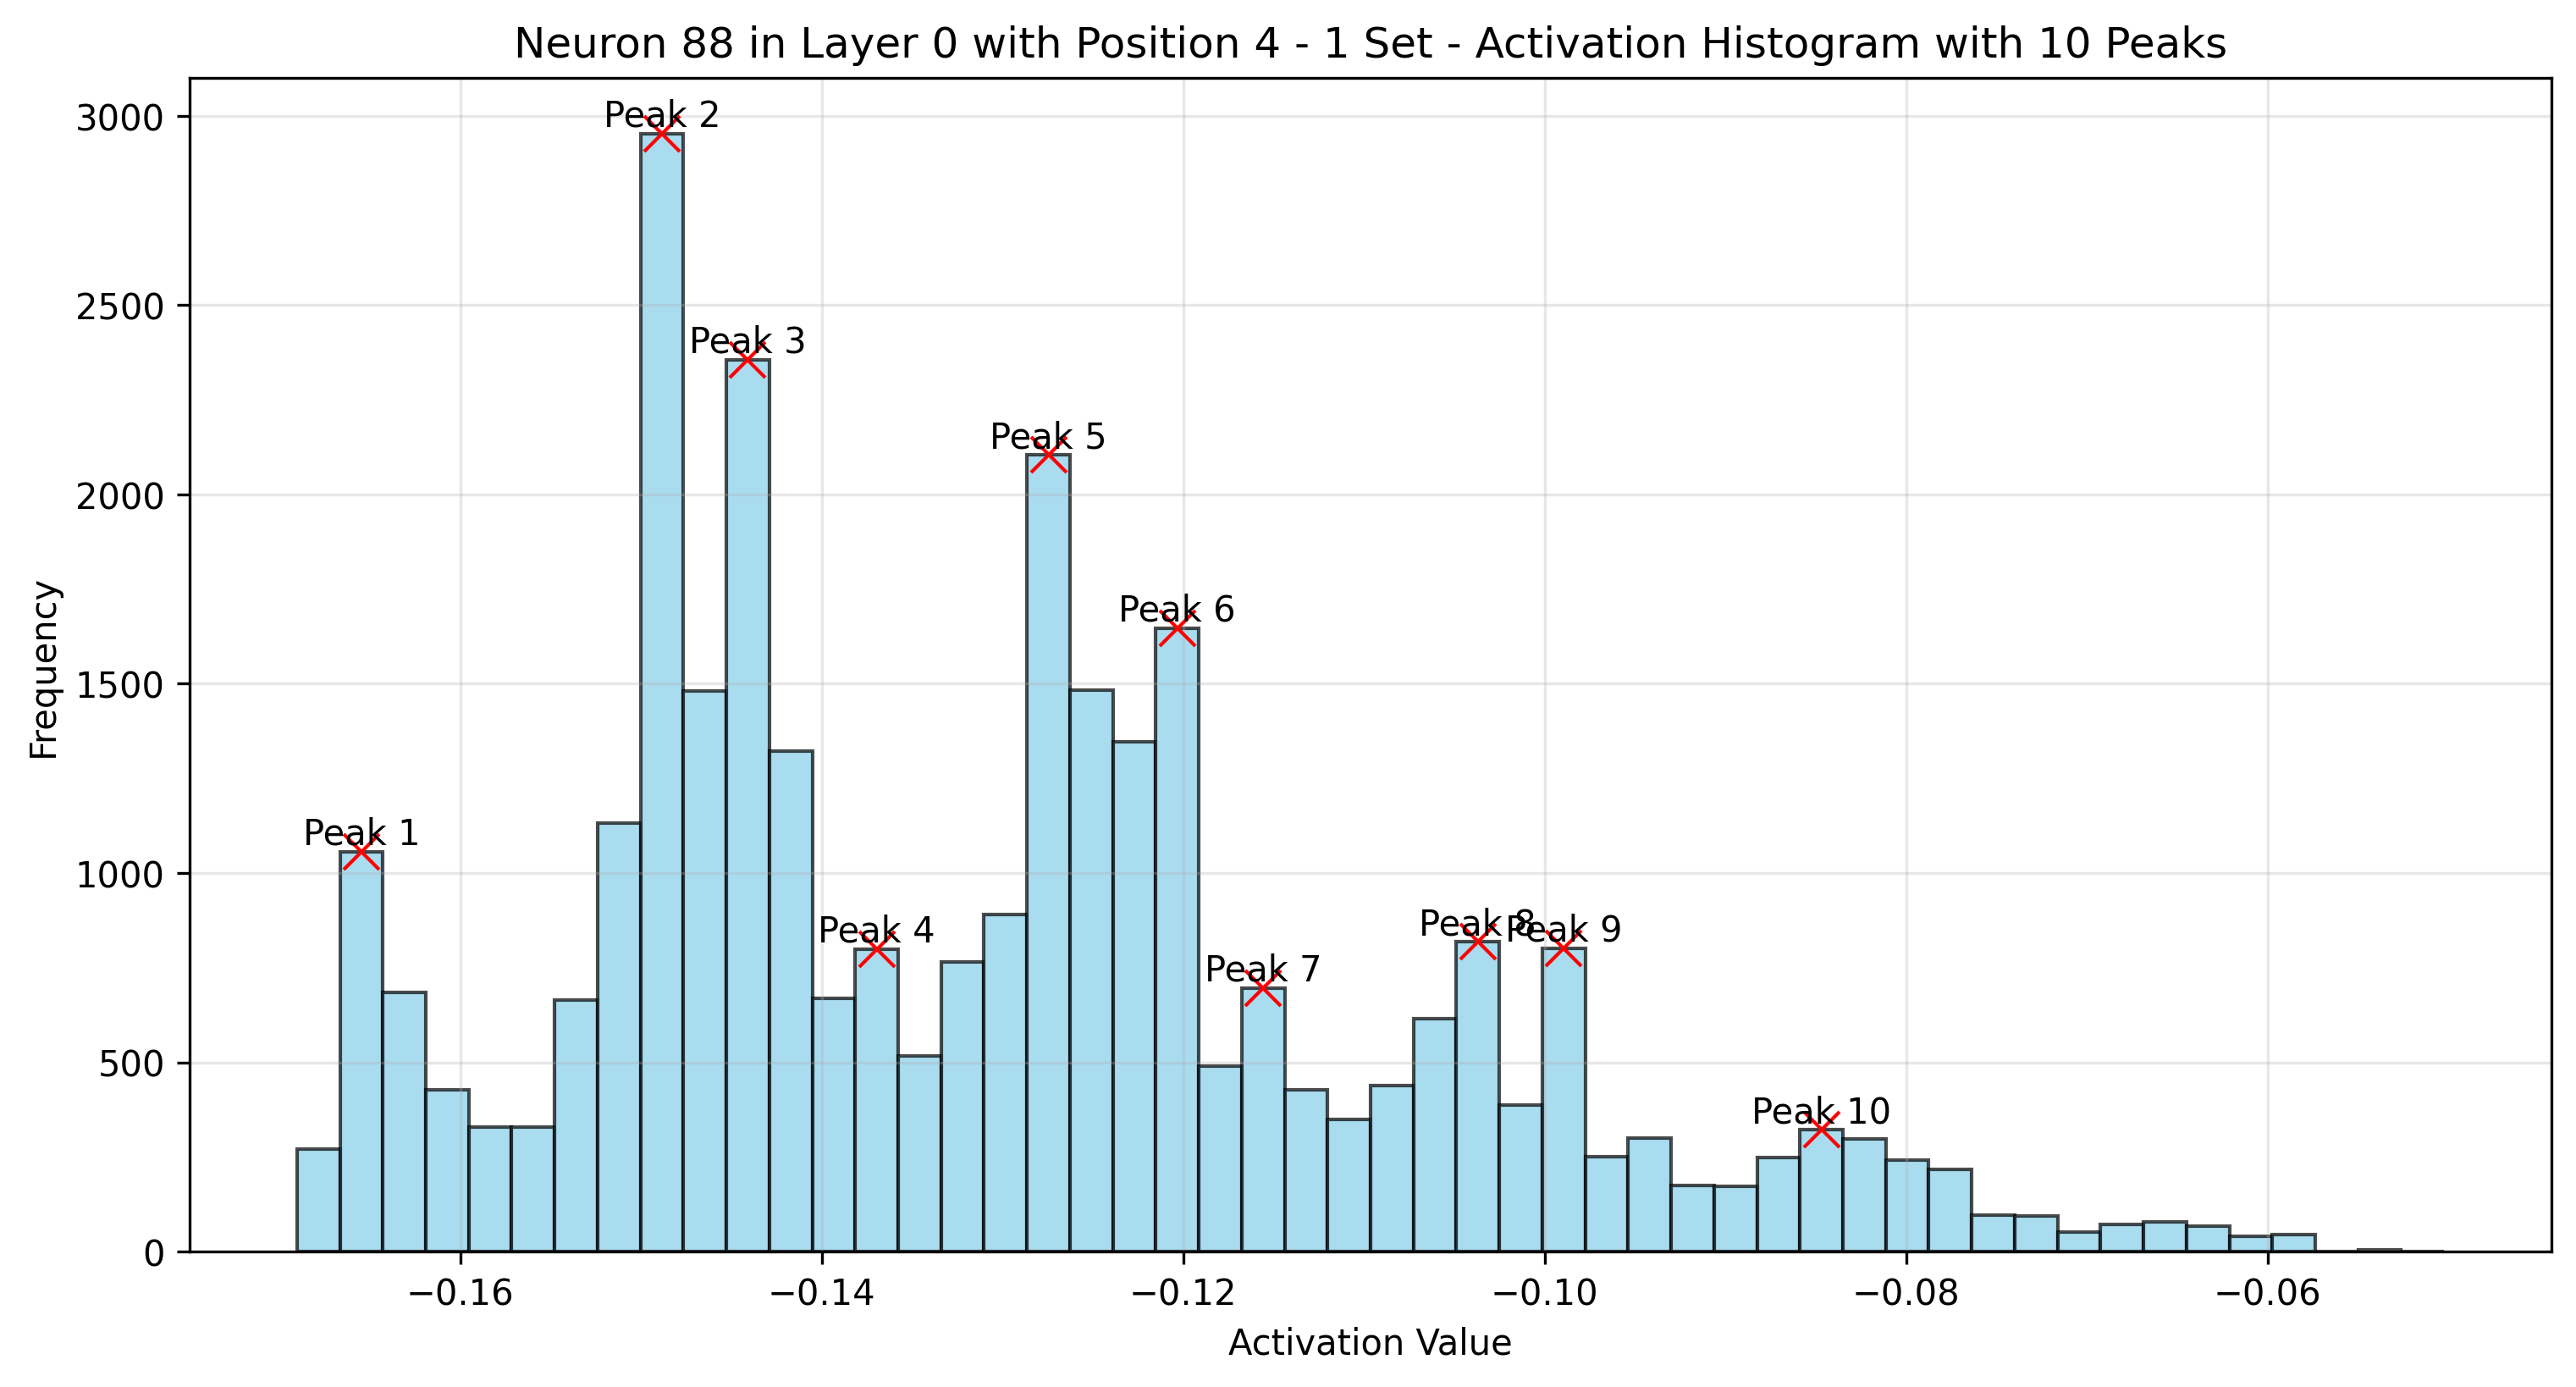 Neuron 88 in Layer 0 with Position 4 - 1 Set - Activation Histogram with 10 Peaks
3000
2500
2000
1500
1000
500
0
Frequency
Peak 1
Peak 2
Peak 3
Peak 4
Peak 5
Peak 6
Peak 7
Peak 8
Peak 9
Peak 10
−0.16
−0.14
−0.12
−0.10
−0.08
−0.06
Activation Value